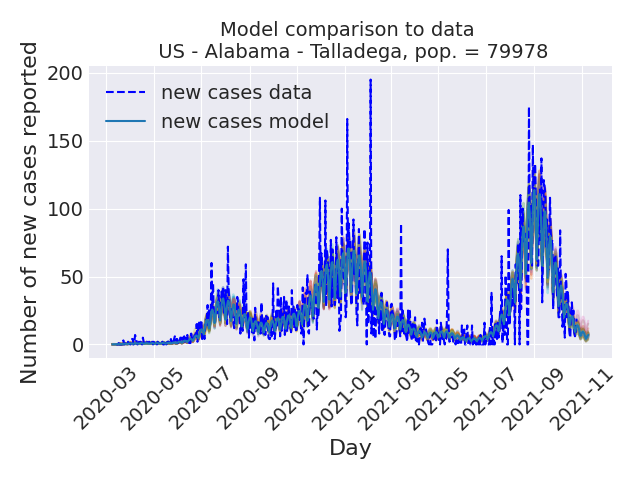 Model comparison to data
US - Alabama - Talladega, pop. = 79978
Number of new cases reported
200
150
100
50
0
new cases data
new cases model
2020-03
2020-05
2020-07
2020-09
2020-11
2021-01
2021-03
2021-05
2021-07
2021-09
2021-11
Day